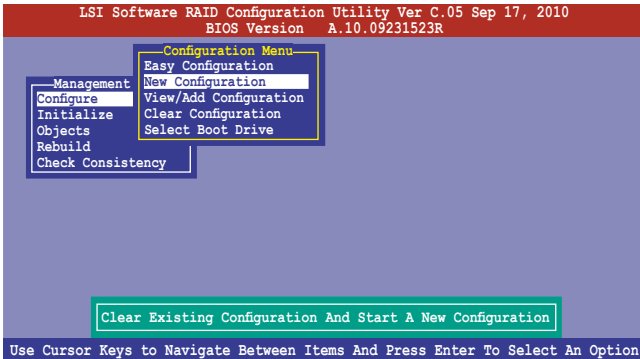 LSI Software RAID Configuration Utility Ver C.05 Sep 17, 2010
BIOS Version A.10.09231523R
Configuration Menu
Easy Configuration
New Configuration
View/Add Configuration
Clear Configuration
Select Boot Drive
Management
Configure
Initialize
Objects
Rebuild
Check Consistency
Clear Existing Configuration And Start A New Configuration
Use Cursor Keys to Navigate Between Items And Press Enter To Select An Option